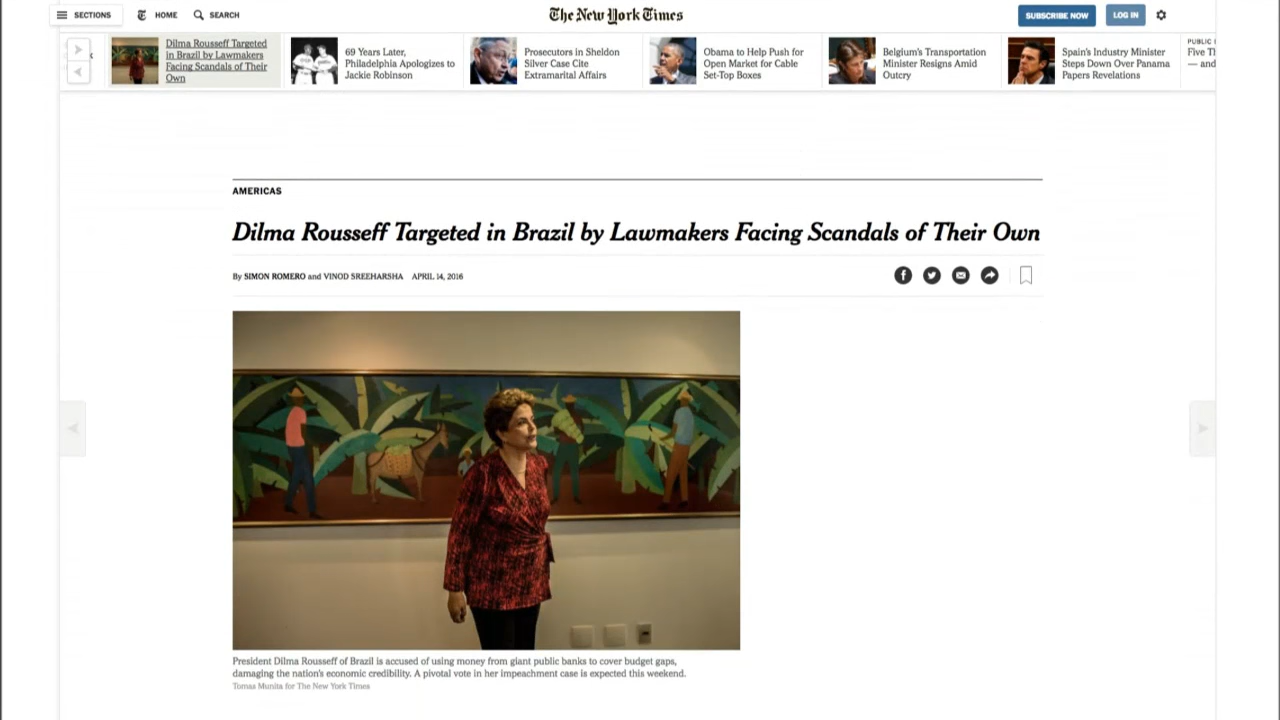 SECTIONS HOME SEARCH The New York Times SUBSCRIBE NOW LOG IN
Dilma Rousseff Targeted
in Brazil by Lawmakers
Facing Scandals of Their
Own
69 Years Later,
Philadelphia Apologizes to
Jackie Robinson
Prosecutors in Sheldon
Silver Case Cite
Extramarital Affairs
Obama to Help Push for
Open Market for Cable
Set-Top Boxes
Belgium's Transportation
Minister Resigns Amid
Outcry
Spain's Industry Minister
Steps Down Over Panama
Papers Revelations
PUBLIC
Five
— and
AMERICAS
Dilma Rousseff Targeted in Brazil by Lawmakers Facing Scandals of Their Own
By SIMON ROMERO and VINOD SREEHARSHA APRIL 14, 2016
President Dilma Rousseff of Brazil is accused of using money from giant public banks to cover budget gaps,
damaging the nation's economic credibility. A pivotal vote in her impeachment case is expected this weekend.
Tomas Munita for The New York Times